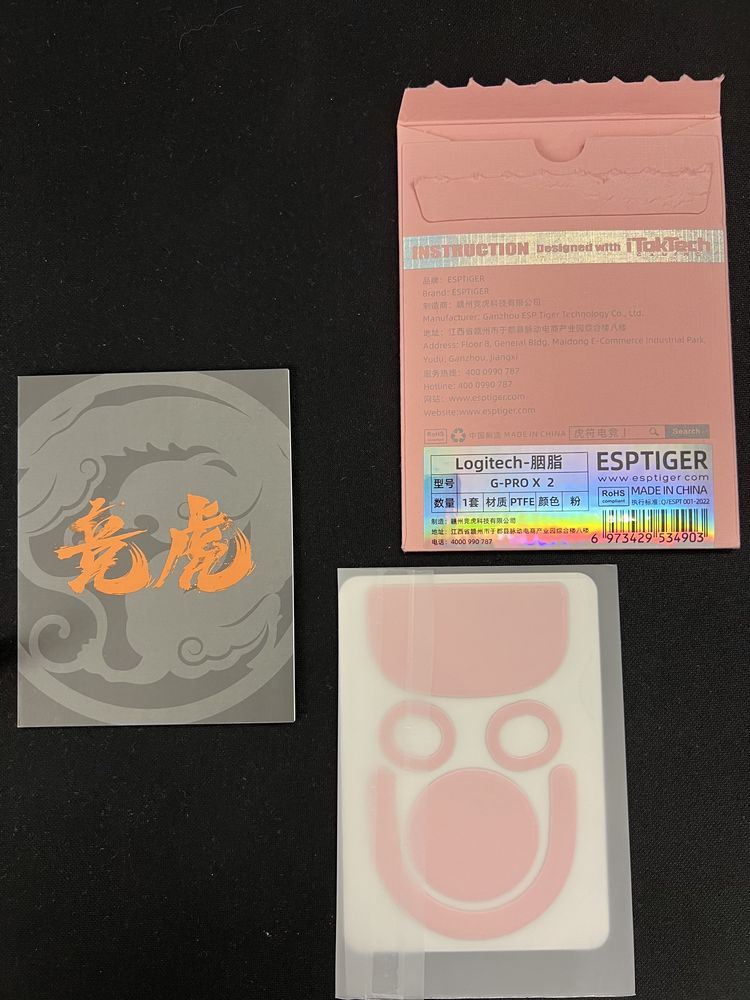 INSTRUCTION Designed with iTakTech
品牌: ESPTIGER
Brand: ESPTIGER
制造商: 赣州竞虎科技有限公司
Manufacturer: Ganzhou ESP Tiger Technology Co., Ltd.
地址: 江西省赣州市于都县脉动电商产业园综合楼八楼
Address: Floor 8, General Bldg, Maidong E-Commerce Industrial Park,
Yudu, Ganzhou, Jiangxi
服务热线: 400 0990 787
Hotline: 400 0990 787
网站: www.esptiger.com
Website:www.esptiger.com
RoHS compliant 中国制造 MADE IN CHINA 虎符电竞 Search
Logitech-胭脂
型号 G-PRO X 2
数量 1套 材质 PTFE 颜色 粉
ESPTIGER
www.esptiger.com
RoHS compliant MADE IN CHINA
执行标准: Q/ESPT 001-2022
制造: 赣州竞虎科技有限公司
地址: 江西省赣州市于都县脉动电商产业园综合楼八楼
电话: 4000 990 787
6 973429 534903
竞虎